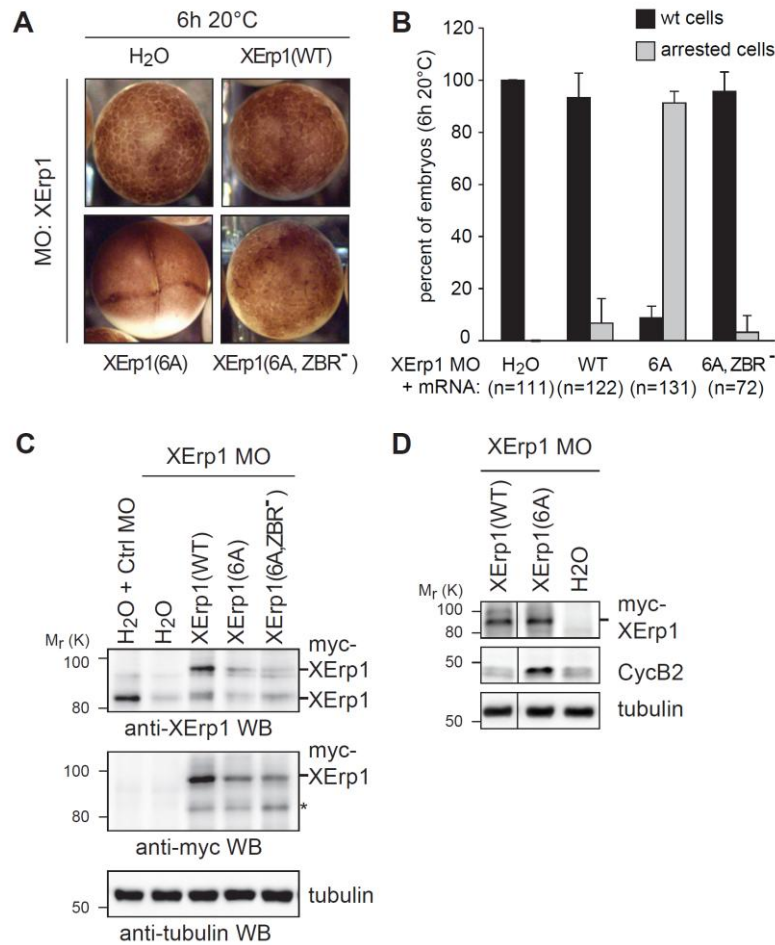 A
6h 20°C
H₂O XErp1(WT)
MO: XErp1
XErp1(6A) XErp1(6A, ZBR⁻)
B
wt cells
arrested cells
percent of embryos (6h 20°C)
120
100
80
60
40
20
0
XErp1 MO H₂O WT 6A 6A, ZBR⁻
+ mRNA: (n=111) (n=122) (n=131) (n=72)
C
XErp1 MO
H₂O + Ctrl MO
H₂O
XErp1(WT)
XErp1(6A)
XErp1(6A,ZBR⁻)
Mr (K)
100
80
myc-
XErp1
XErp1
anti-XErp1 WB
100
80
myc-
XErp1
*
anti-myc WB
50
tubulin
anti-tubulin WB
D
XErp1 MO
XErp1(WT)
XErp1(6A)
H2O
Mr (K)
100
80
myc-
XErp1
50
CycB2
50
tubulin